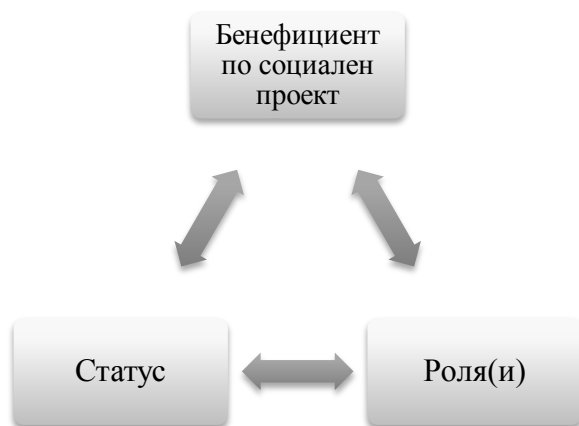 Бенефициент
по социален
проект
Статус
Роля(и)